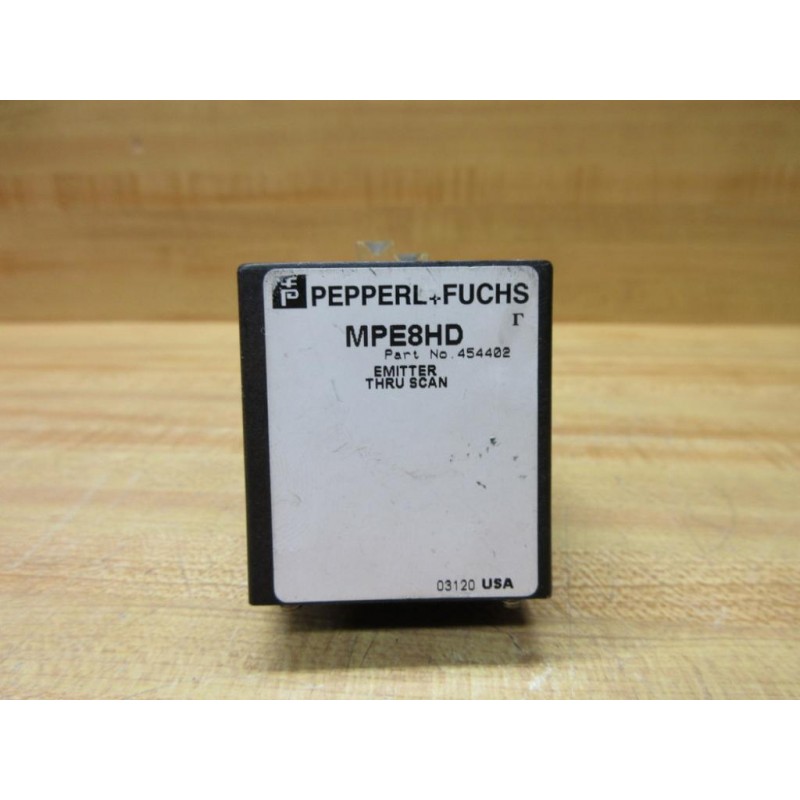 PEPPERL+FUCHS
Γ
MPE8HD
Part No.454402
EMITTER
THRU SCAN
03120 USA